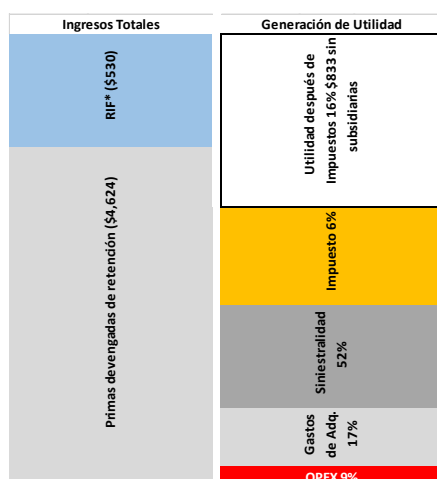 Ingresos Totales
Generación de Utilidad
RIF* ($530)
Primas devengadas de retención ($4,624)
Utilidad después de
Impuestos 16% $833 sin
subsidiarias
Impuesto 6%
Siniestralidad
52%
Gastos
de Adq.
17%
OPEX 9%